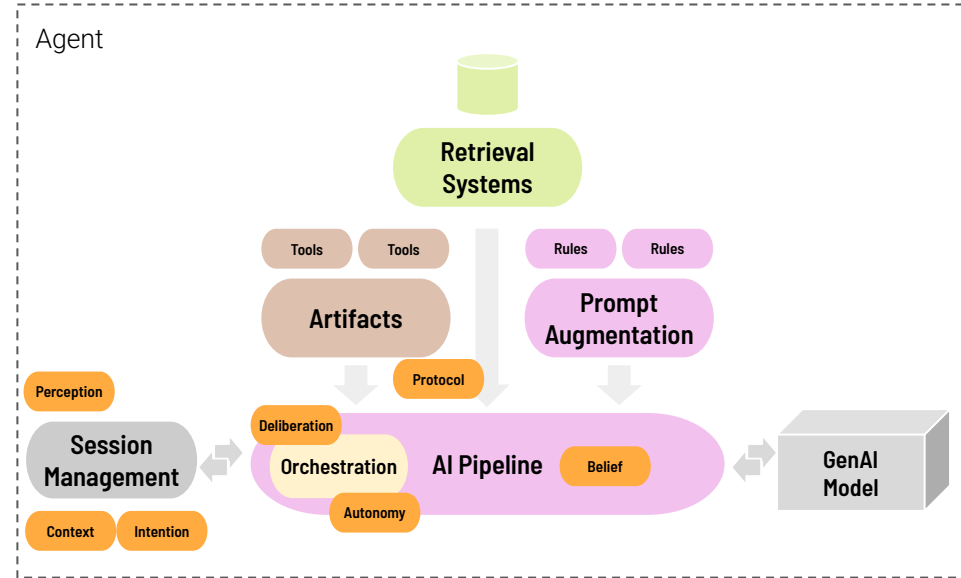 Agent
Retrieval
Systems
Tools
Tools
Rules
Rules
Artifacts
Prompt
Augmentation
Protocol
Perception
Deliberation
Session
Management
Orchestration
AI Pipeline
Belief
GenAI
Model
Autonomy
Context
Intention